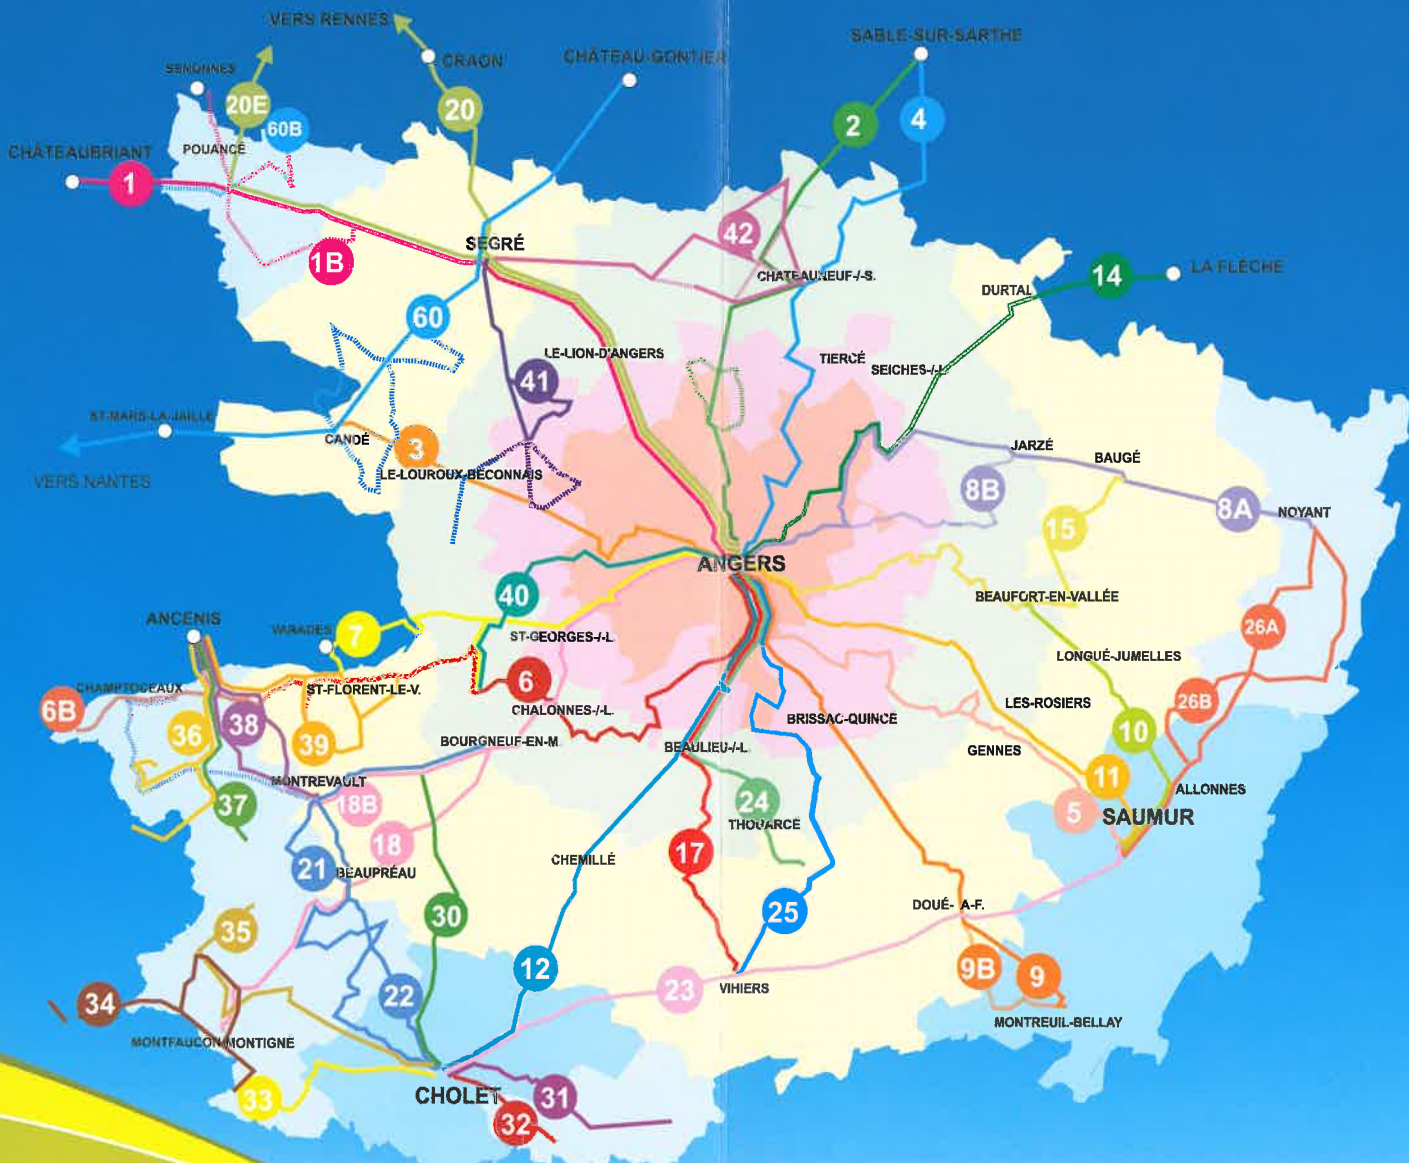 VERS RENNES
SABLE-SUR-SARTHE
CRAON
CHÂTEAU-GONTIER
SENONNES
20E
20
60B
2
4
CHÂTEAUBRIANT
POUANCÉ
1
42
SEGRÉ
1B
CHATEAUNEUF-/-S.
14
LA FLÈCHE
DURTAL
60
LE-LION-D'ANGERS
TIERCÉ
SEICHES-/-L.
41
ST-MARS-LA-JAILLE
CANDÉ
3
JARZÉ
BAUGÉ
VERS NANTES
LE-LOUROUX-BÉCONNAIS
8B
8A
NOYANT
15
ANGERS
40
BEAUFORT-EN-VALLÉE
ANCENIS
VARADES
7
ST-GEORGES-/-L.
26A
LONGUÉ-JUMELLES
CHAMPTOCEAUX
ST-FLORENT-LE-V.
6
6B
CHALONNES-/-L.
26B
LES-ROSIERS
36
38
39
BRISSAC-QUINCÉ
10
BOURGNEUF-EN-M.
BEAULIEU-/-L.
GENNES
MONTREVAULT
11
ALLONNES
37
18B
24
5
SAUMUR
THOUARCÉ
18
21
BEAUPRÉAU
CHEMILLÉ
17
35
30
25
DOUÉ- A-F.
12
9B
9
34
22
23
VIHIERS
MONTREUIL-BELLAY
MONTFAUCON-MONTIGNÉ
33
CHOLET
31
32